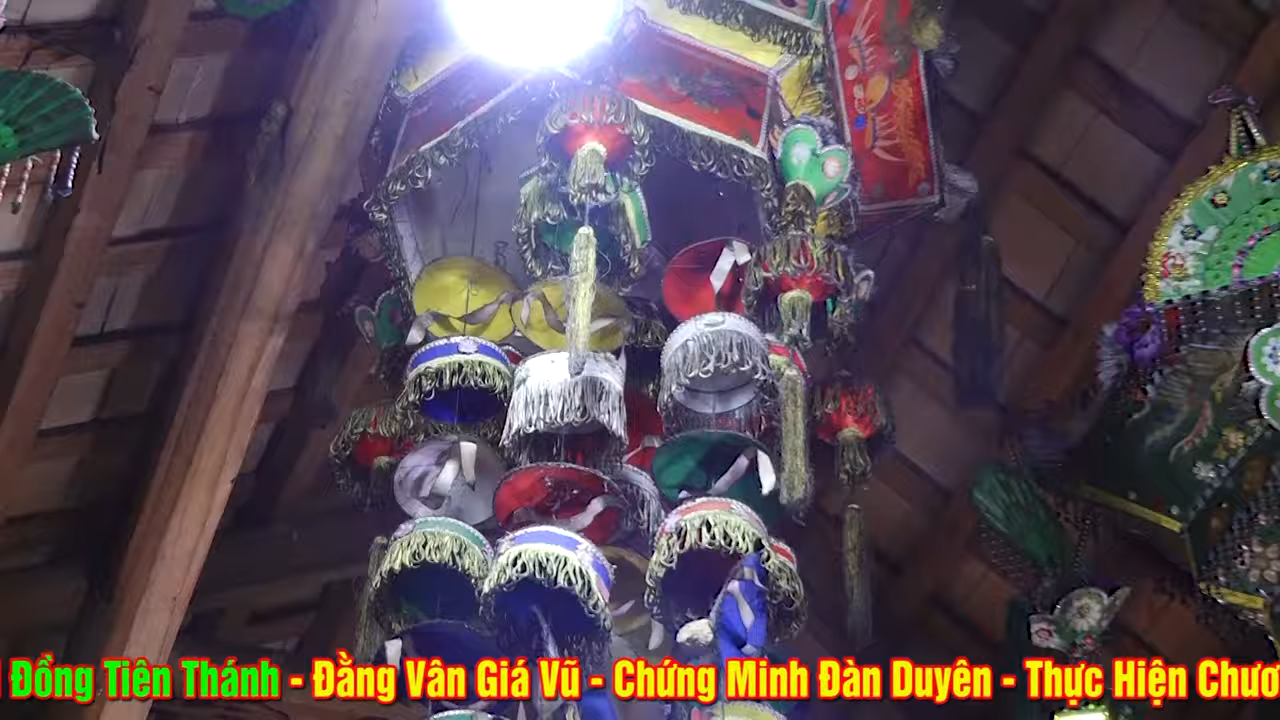 Đồng Tiên Thánh - Đằng Vân Giá Vũ - Chứng Minh Đàn Duyên - Thực Hiện